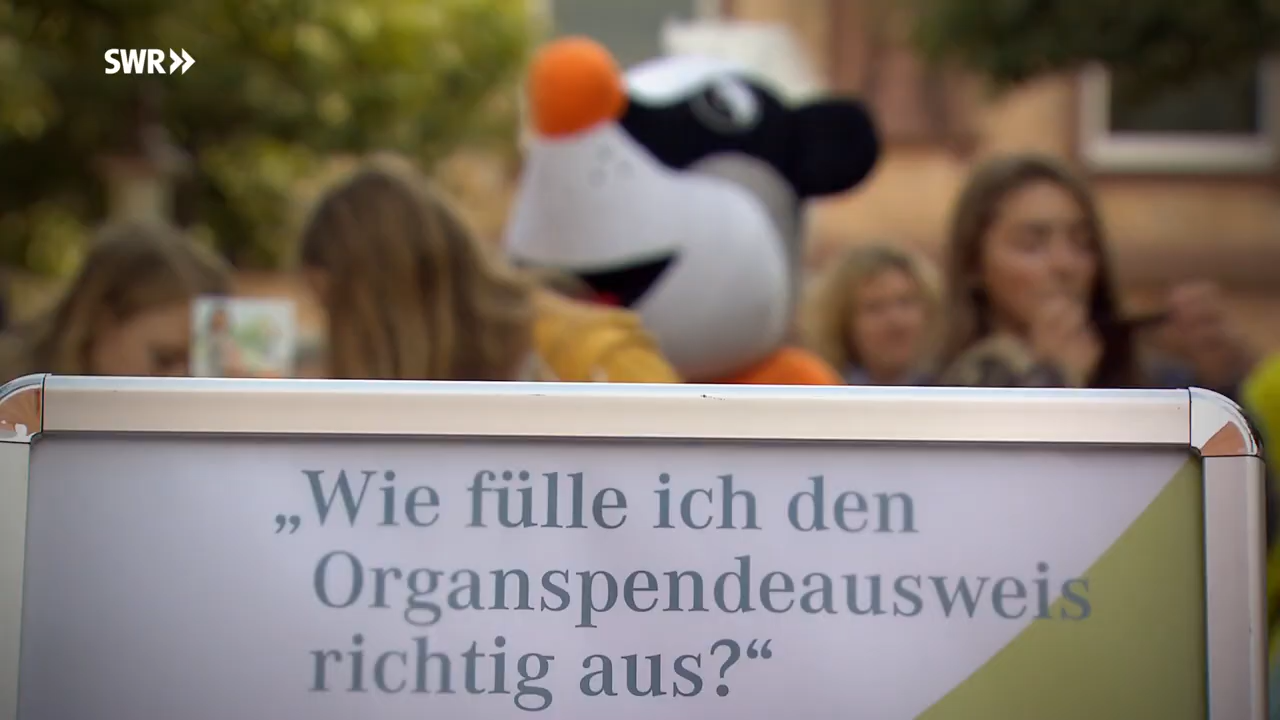 SWR
„Wie fülle ich den
Organspendeausweis
richtig aus?“